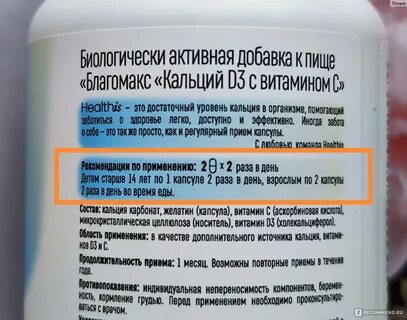 Люма
Биологически активная добавка к пище
«Благомакс «Кальций D3 с витамином C»
Healthis - это достаточный уровень кальция в организме, помогающий
заботиться о здоровье легко, доступно и эффективно. Иногда забота
о себе – это так же просто, как и регулярный прием капсулы.
С любовью, команда Healthis
Рекомендации по применению: 2 × 2 раза в день
Детям старше 14 лет по 1 капсуле 2 раза в день, взрослым по 2 капсулы
2 раза в день во время еды.
Состав: кальция карбонат, желатин (капсула), витамин C (аскорбиновая кислота),
микрокристаллическая целлюлоза (носитель), витамин D3 (холекальциферол).
Область применения: в качестве дополнительного источника кальция, витами-
нов D3 и C.
Продолжительность приема: 1 месяц. Возможны повторные приемы в течение
года.
Противопоказания: индивидуальная непереносимость компонентов, беремен-
ность, кормление грудью. Перед применением необходимо проконсультиро-
ваться с врачом.
IRECOMMEND.RU